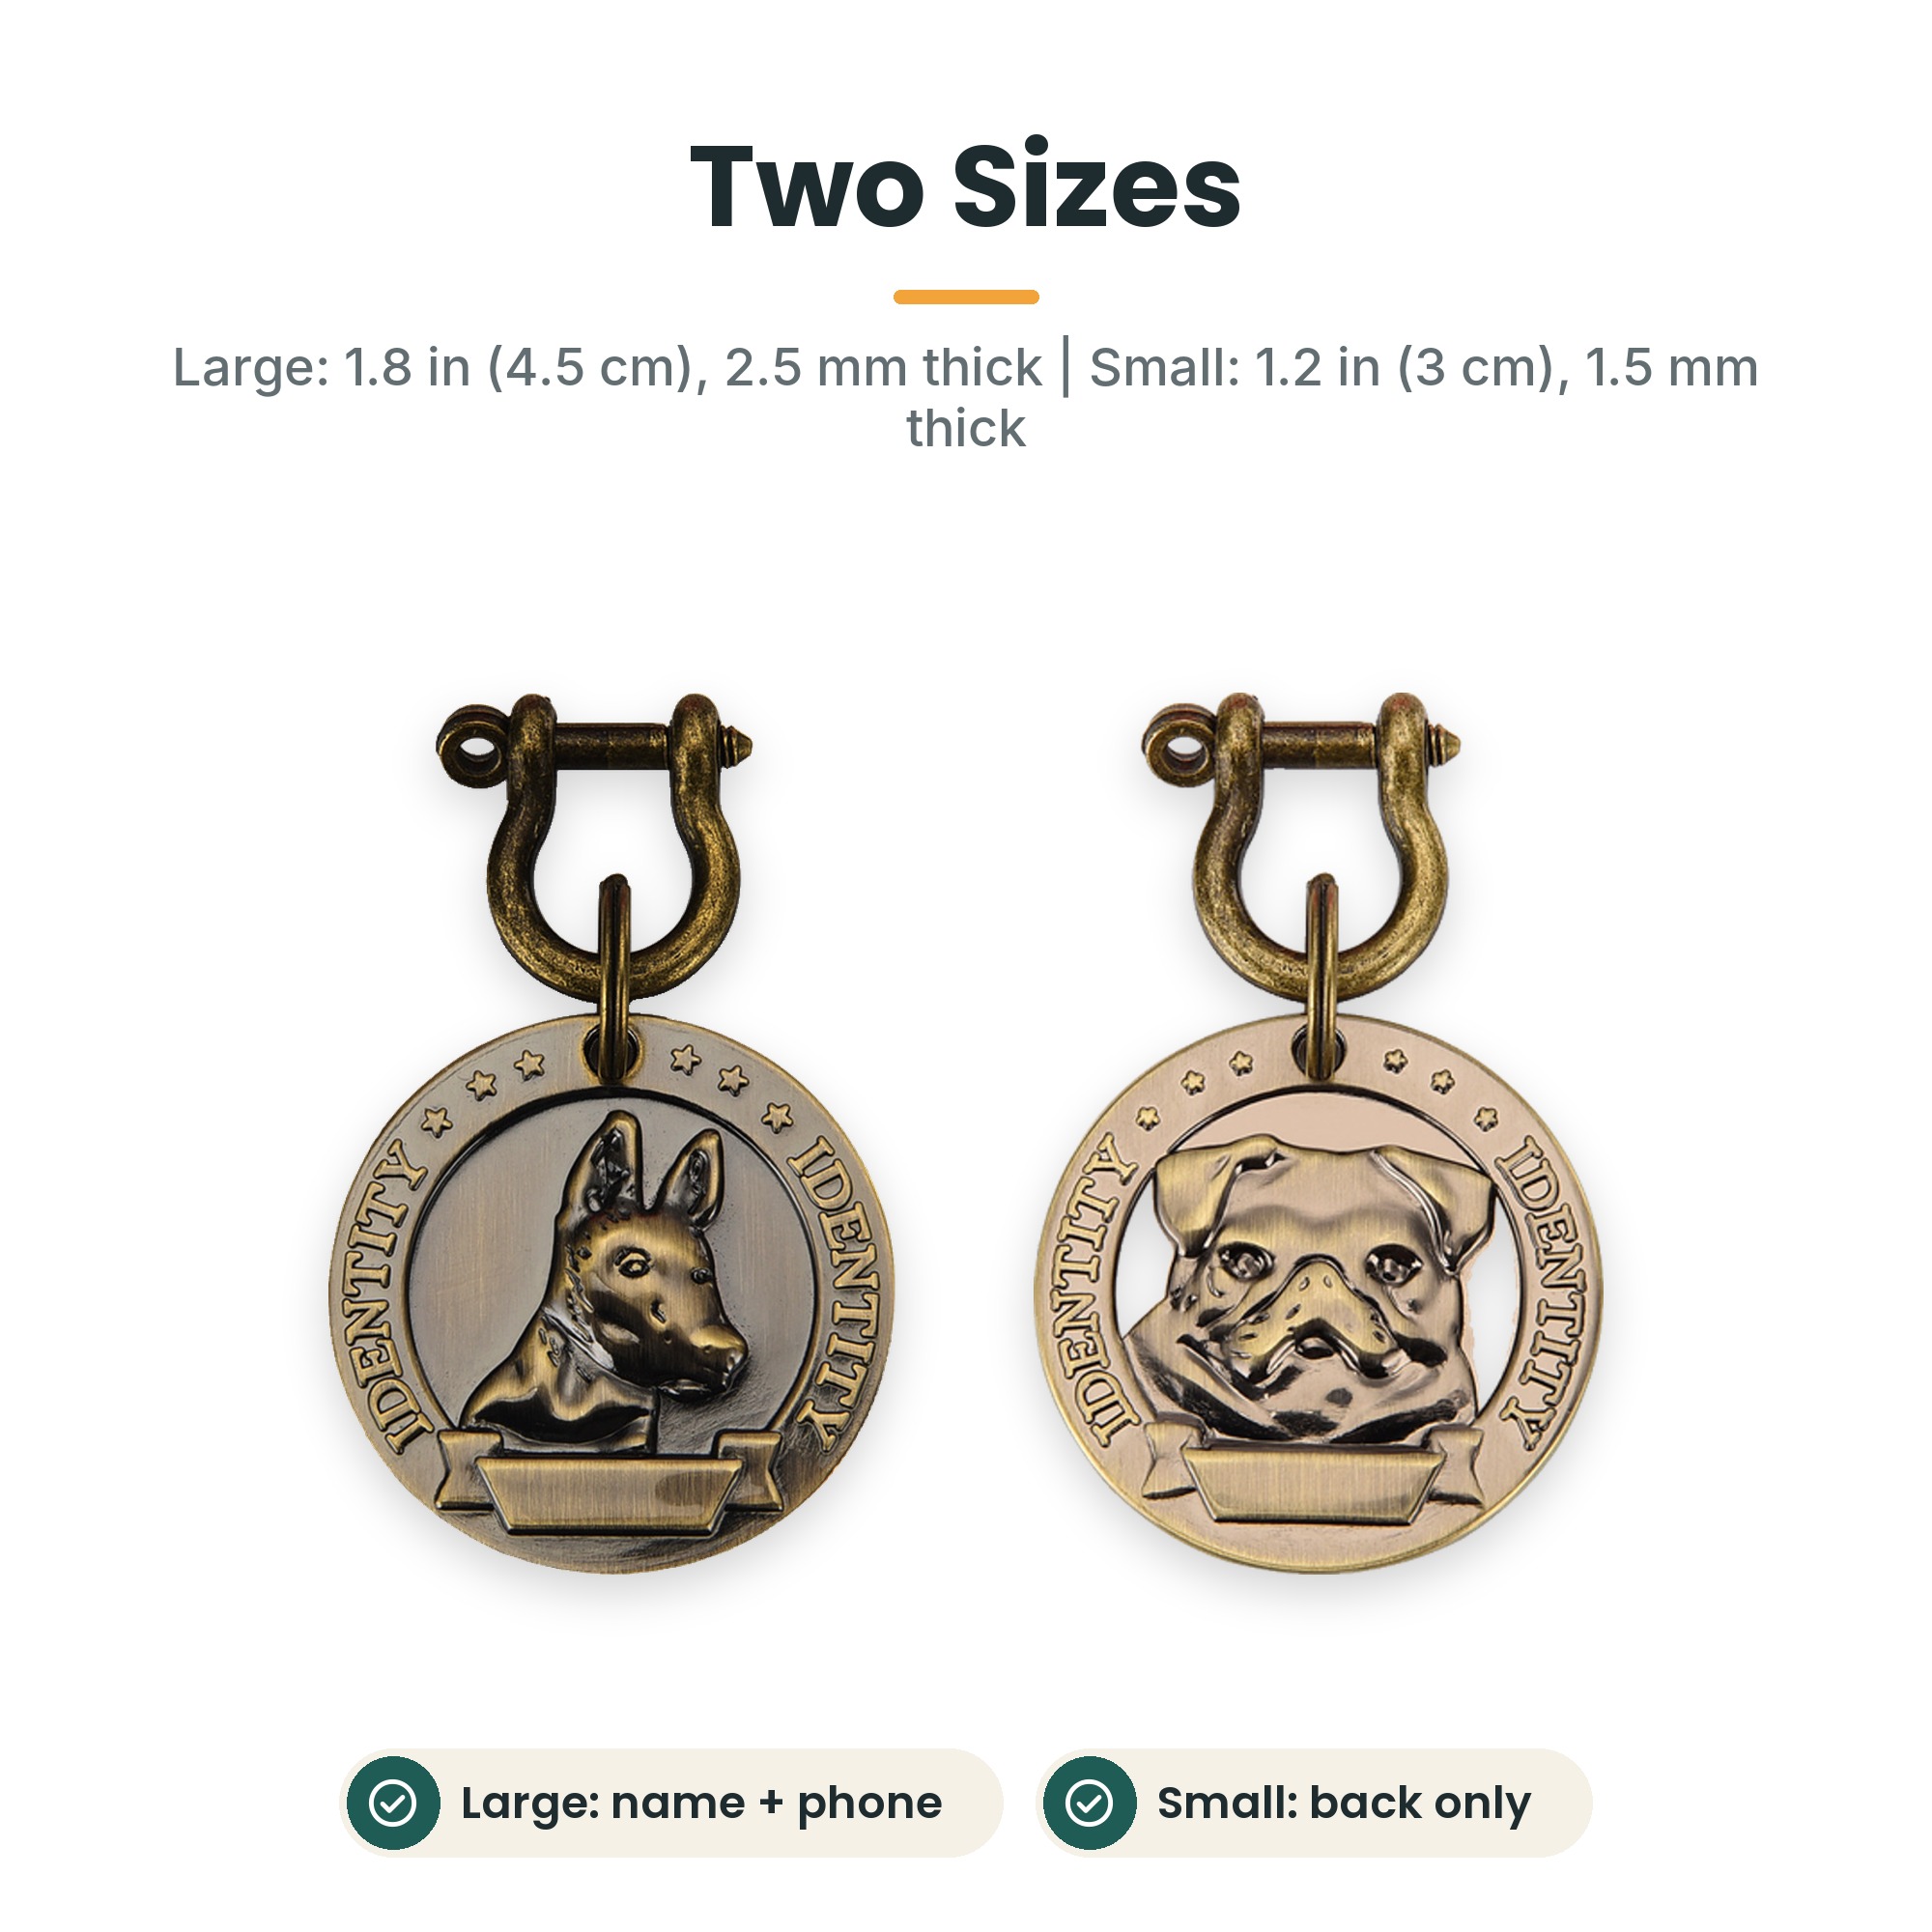 Two Sizes
Large: 1.8 in (4.5 cm), 2.5 mm thick | Small: 1.2 in (3 cm), 1.5 mm
thick
IDENTITY
IDENTITY
IDENTITY
IDENTITY
Large: name + phone
Small: back only